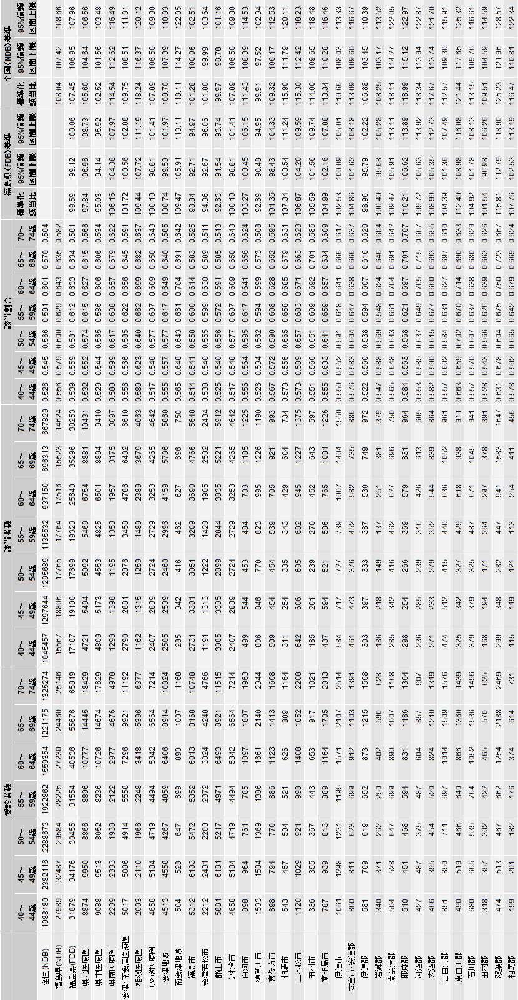 受診者数 該当者数 該当割合 福島県(FDB)基準 全国(NDB)基準
40～44歳 45～49歳 50～54歳 55～59歳 60～64歳 65～69歳 70～74歳 40～44歳 45～49歳 50～54歳 55～59歳 60～64歳 65～69歳 70～74歳 40～44歳 45～49歳 50～54歳 55～59歳 60～64歳 65～69歳 70～74歳 標準化該当比 95%信頼区間下限 95%信頼区間上限 標準化該当比 95%信頼区間下限 95%信頼区間上限
全国(NDB) 1988180 2382116 2288673 1922862 1559354 1221175 1325274 1045457 1297644 1295689 1135532 937150 696313 667829 0.526 0.545 0.566 0.591 0.601 0.570 0.504
福島県(NDB) 27989 32487 29584 28225 27230 24460 25146 15567 18806 17765 17764 17516 15523 14624 0.556 0.579 0.600 0.629 0.643 0.635 0.582 108.04 107.42 108.66
福島県(FDB) 31879 34176 30455 31554 40536 55676 65819 17187 19100 17699 19323 25640 35296 38253 0.539 0.559 0.581 0.612 0.633 0.634 0.581 99.59 99.12 100.06 107.45 106.95 107.96
県北医療圏 8874 9950 8866 8896 10777 14445 18429 4721 5494 5092 5469 6754 8881 10431 0.532 0.552 0.574 0.615 0.627 0.615 0.566 97.84 96.96 98.73 105.60 104.64 106.56
県中医療圏 9088 9513 8052 8236 10726 14674 17629 4809 5173 4553 4825 6501 8894 9410 0.529 0.544 0.565 0.586 0.606 0.606 0.534 95.03 94.14 95.92 102.52 101.56 103.48
県南医療圏 2239 2333 1938 2122 2977 4676 4978 1298 1398 1195 1353 1957 3175 3097 0.580 0.599 0.617 0.638 0.657 0.679 0.622 106.16 104.38 107.97 114.54 112.62 116.49
会津・南会津医療圏 5017 5086 4914 5558 7296 9921 11192 2790 2881 2876 3458 4786 6402 6610 0.556 0.566 0.585 0.622 0.656 0.645 0.591 101.72 100.56 102.88 109.75 108.51 111.01
相双医療圏 2003 2110 1966 2248 3418 5396 6377 1162 1315 1259 1489 2389 3679 4063 0.580 0.623 0.640 0.662 0.699 0.682 0.637 109.44 107.72 111.19 118.24 116.37 120.12
いわき医療圏 4658 5184 4719 4494 5342 6564 7214 2407 2839 2724 2729 3253 4265 4642 0.517 0.548 0.577 0.607 0.609 0.650 0.643 100.10 98.81 101.41 107.89 106.50 109.30
会津地域 4513 4558 4267 4859 6406 8914 10024 2505 2539 2460 2996 4159 5706 5860 0.555 0.557 0.577 0.617 0.649 0.640 0.585 100.74 99.53 101.97 108.70 107.39 110.03
南会津地域 504 528 647 699 890 1007 1168 285 342 416 462 627 696 750 0.565 0.648 0.643 0.661 0.704 0.691 0.642 109.47 105.91 113.11 118.11 114.27 122.05
福島市 5312 6103 5472 5352 6013 8168 10748 2731 3301 3051 3209 3690 4766 5648 0.514 0.541 0.558 0.600 0.614 0.583 0.525 93.84 92.71 94.97 101.28 100.06 102.51
会津若松市 2212 2431 2200 2372 3024 4248 4766 1191 1313 1222 1420 1905 2502 2434 0.538 0.540 0.555 0.599 0.630 0.589 0.511 94.36 92.67 96.06 101.80 99.99 103.64
郡山市 5881 6181 5217 4971 6493 8921 11515 3085 3335 2899 2844 3835 5221 5912 0.525 0.540 0.556 0.572 0.591 0.585 0.513 92.63 91.54 93.74 99.97 98.78 101.16
いわき市 4658 5184 4719 4494 5342 6564 7214 2407 2839 2724 2729 3253 4265 4642 0.517 0.548 0.577 0.607 0.609 0.650 0.643 100.10 98.81 101.41 107.89 106.50 109.30
白河市 898 964 761 785 1097 1807 1963 499 544 453 484 703 1185 1225 0.556 0.564 0.595 0.617 0.641 0.656 0.624 103.27 100.45 106.15 111.43 108.39 114.53
須賀川市 1533 1584 1369 1386 1661 2140 2344 806 846 770 823 995 1226 1190 0.526 0.534 0.562 0.594 0.599 0.573 0.508 92.69 90.48 94.95 99.91 97.52 102.34
喜多方市 898 794 770 886 1123 1413 1668 509 454 454 539 705 921 993 0.567 0.572 0.590 0.608 0.628 0.652 0.595 101.35 98.43 104.33 109.32 106.17 112.53
相馬市 543 457 504 521 626 889 1164 311 254 335 343 429 604 734 0.573 0.556 0.665 0.658 0.685 0.679 0.631 107.34 103.54 111.24 115.90 111.79 120.11
二本松市 1120 1029 921 998 1408 1852 2208 642 606 605 682 945 1227 1375 0.573 0.589 0.657 0.683 0.671 0.663 0.623 106.87 104.20 109.59 115.30 112.42 118.23
田村市 336 355 367 443 653 917 1021 185 201 239 270 452 643 597 0.551 0.566 0.651 0.609 0.692 0.701 0.585 105.59 101.56 109.74 114.00 109.65 118.48
南相馬市 787 939 813 889 1164 1705 2013 437 594 521 586 765 1081 1226 0.555 0.633 0.641 0.659 0.657 0.634 0.609 104.99 102.16 107.88 113.34 110.28 116.46
伊達市 1061 1298 1231 1195 1571 2107 2514 584 717 727 739 1007 1404 1550 0.550 0.552 0.591 0.618 0.641 0.666 0.617 102.53 100.09 105.01 110.66 108.03 113.33
本宮市・安達郡 800 811 623 699 912 1103 1391 461 473 376 452 582 735 886 0.576 0.583 0.604 0.647 0.638 0.666 0.637 104.86 101.62 108.18 113.09 109.60 116.67
伊達郡 581 709 619 652 873 1215 1568 303 397 333 387 530 749 972 0.522 0.560 0.538 0.594 0.607 0.616 0.620 98.96 95.79 102.22 106.88 103.45 110.39
岩瀬郡 340 371 262 250 402 590 628 186 218 149 137 251 381 379 0.547 0.588 0.569 0.548 0.624 0.646 0.604 100.40 95.68 105.28 108.25 103.17 113.52
南会津郡 504 528 647 699 890 1007 1168 285 342 416 462 627 696 750 0.565 0.648 0.643 0.661 0.704 0.691 0.642 109.47 105.91 113.11 118.11 114.27 122.05
耶麻郡 510 451 468 594 831 1186 1364 298 254 266 369 579 831 964 0.584 0.563 0.568 0.621 0.697 0.701 0.707 110.21 106.62 113.89 118.99 115.12 122.97
河沼郡 427 487 375 487 604 857 907 236 285 239 316 426 613 605 0.553 0.585 0.637 0.649 0.705 0.715 0.667 109.72 105.63 113.92 118.34 113.94 122.87
大沼郡 466 395 454 520 824 1210 1319 271 233 279 352 544 839 864 0.582 0.590 0.615 0.677 0.660 0.693 0.655 108.99 105.35 112.73 117.67 113.74 121.70
西白河郡 851 850 711 697 1014 1509 1576 474 512 415 440 636 1052 961 0.557 0.602 0.584 0.631 0.627 0.697 0.610 104.39 101.36 107.49 112.57 109.30 115.91
東白川郡 490 519 466 640 866 1360 1439 325 342 327 429 618 938 911 0.663 0.659 0.702 0.670 0.714 0.690 0.633 112.49 108.98 116.08 121.44 117.65 125.32
石川郡 680 665 535 764 1052 1536 1496 379 379 325 487 671 1045 941 0.557 0.570 0.607 0.637 0.638 0.680 0.629 104.92 101.78 108.13 113.15 109.76 116.61
田村郡 318 357 302 422 465 570 625 168 194 171 264 297 378 391 0.528 0.543 0.566 0.626 0.639 0.663 0.626 101.54 96.98 106.26 109.51 104.59 114.59
双葉郡 474 513 467 662 1254 2188 2469 299 348 282 447 941 1583 1647 0.631 0.678 0.604 0.675 0.750 0.723 0.667 115.81 112.79 118.90 125.23 121.96 128.57
相馬郡 199 201 182 176 374 614 731 115 119 121 113 254 411 456 0.578 0.592 0.665 0.642 0.679 0.669 0.624 107.76 102.53 113.19 116.47 110.81 122.34